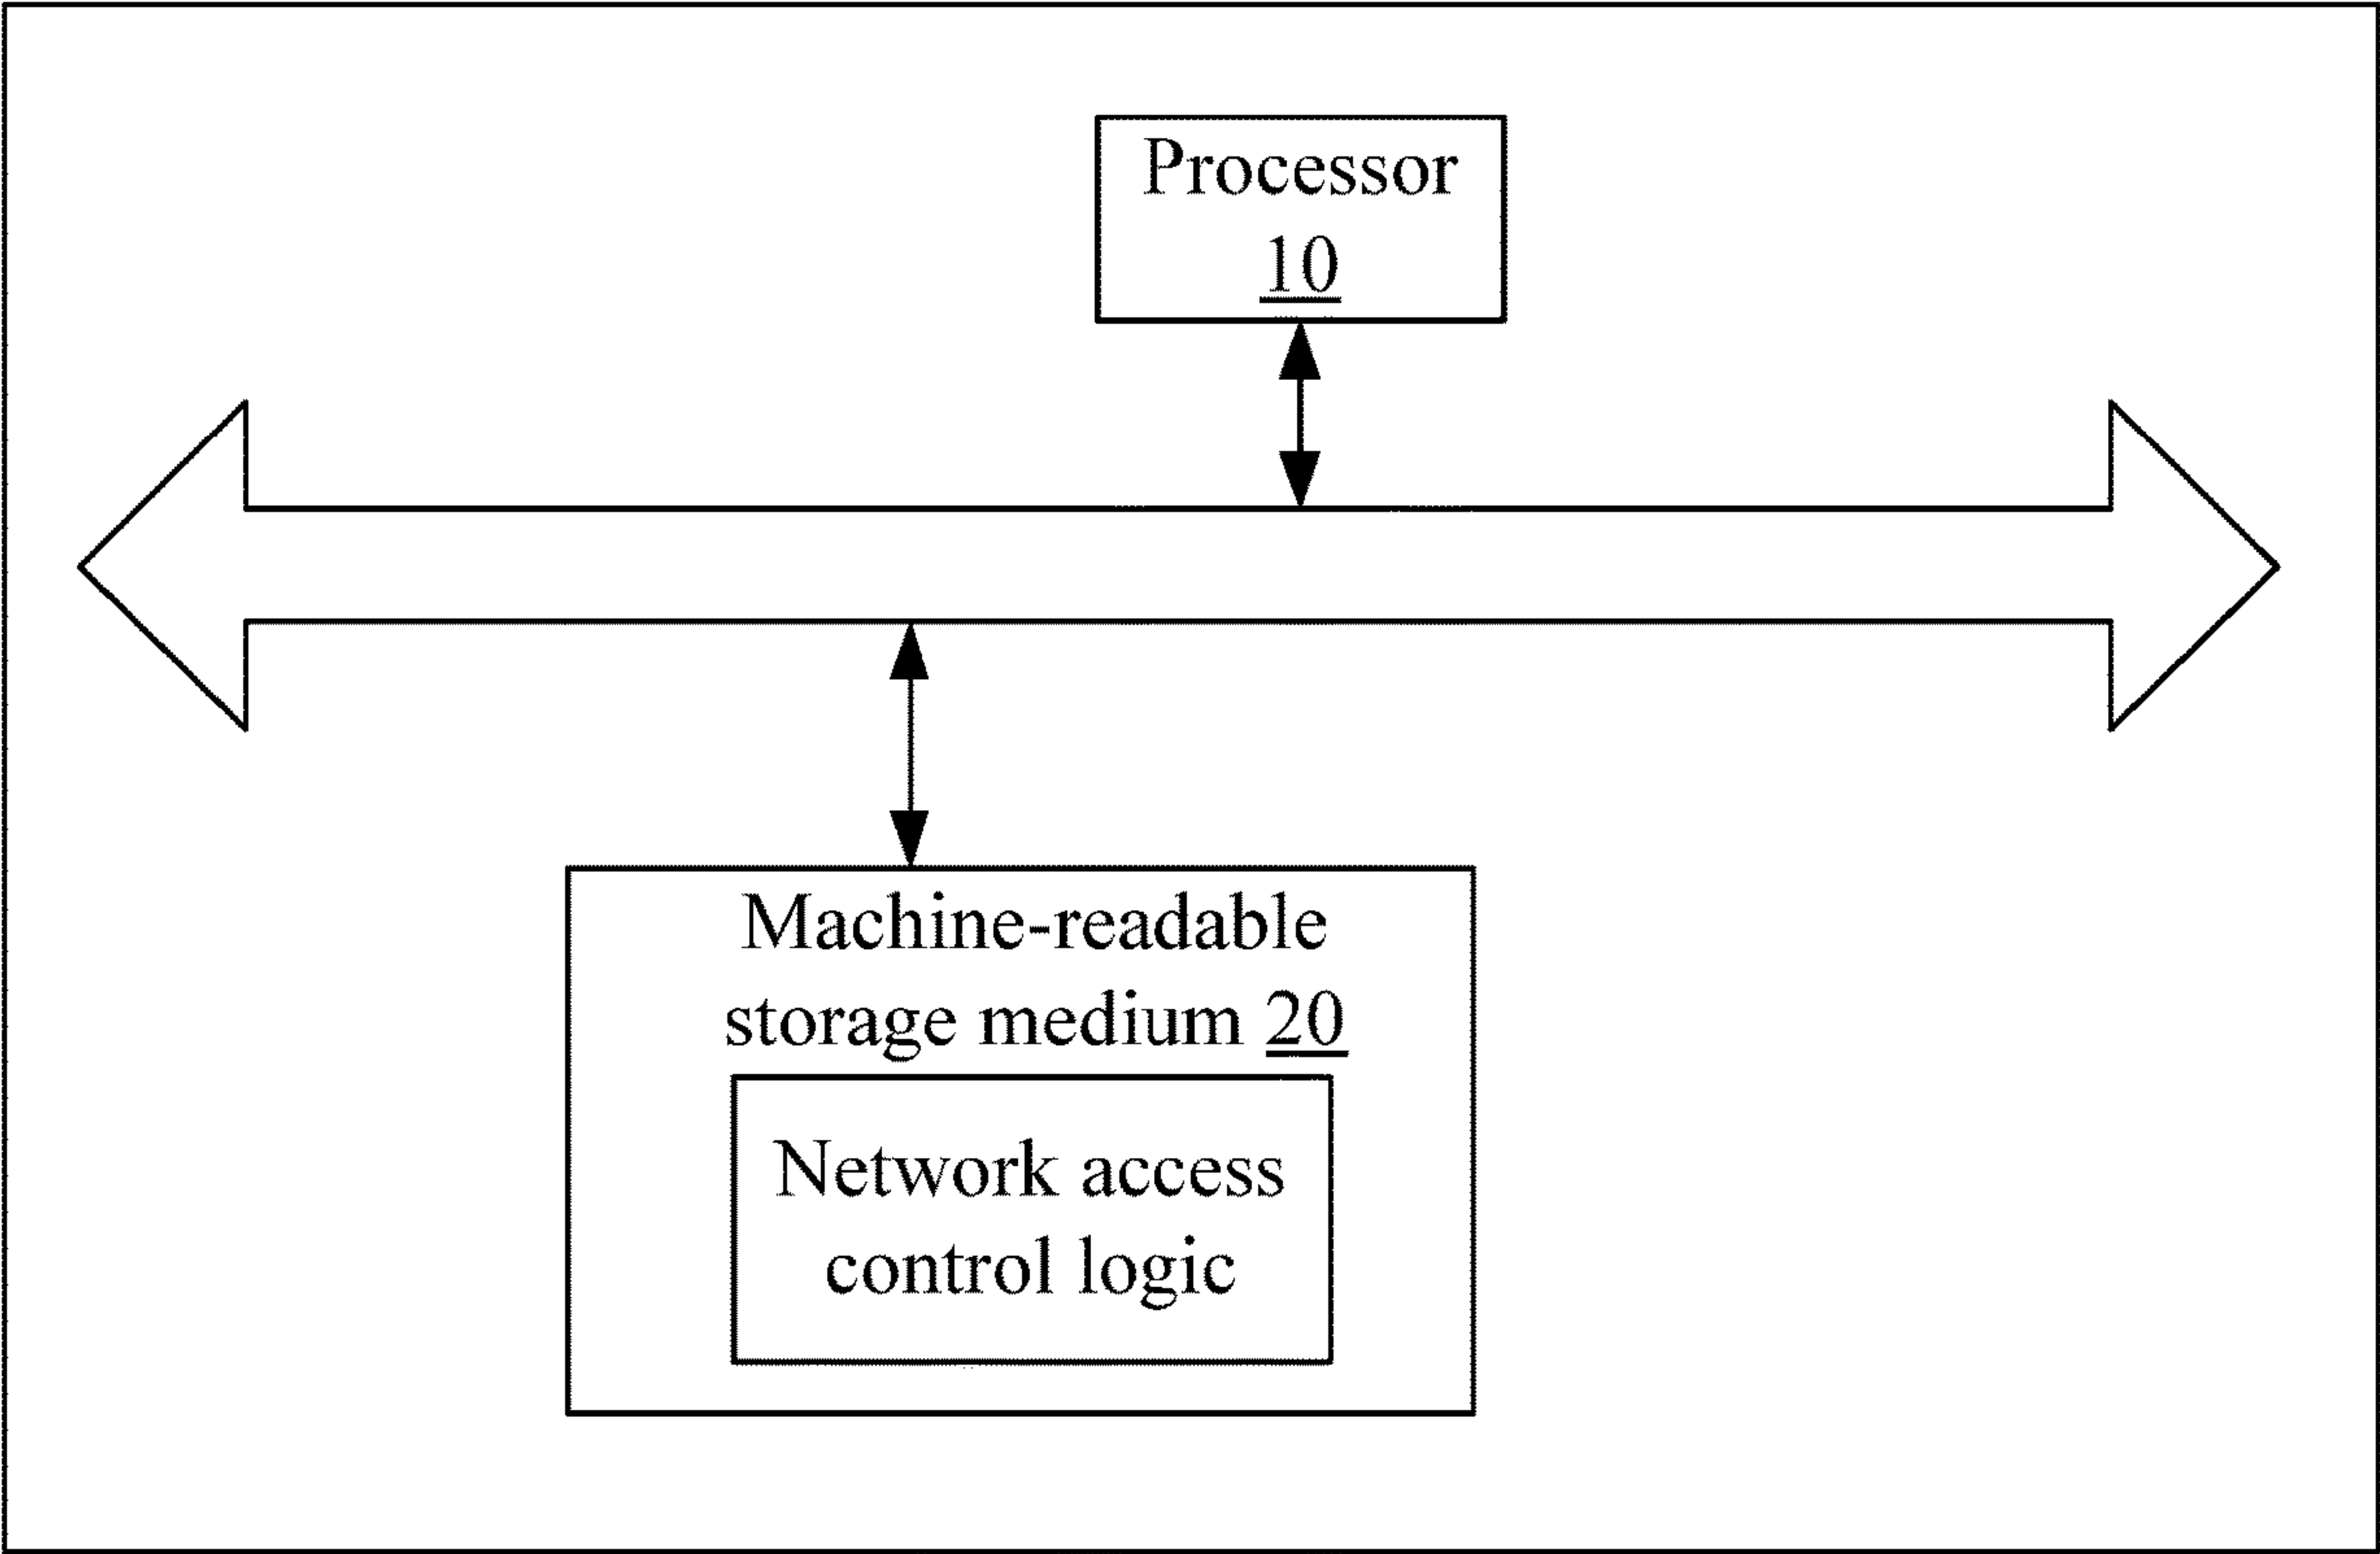 Processor
10
Machine-readable
storage medium 20
Network access
control logic